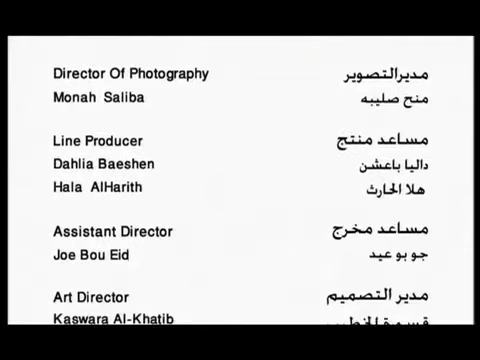 Director Of Photography مديرالتصوير
Monah Saliba منح صليبه
Line Producer مساعد منتج
Dahlia Baeshen داليا باعشن
Hala AlHarith هلا الحارث
Assistant Director مساعد مخرج
Joe Bou Eid جو بو عيد
Art Director مدير التصميم
Kaswara Al-Khatib